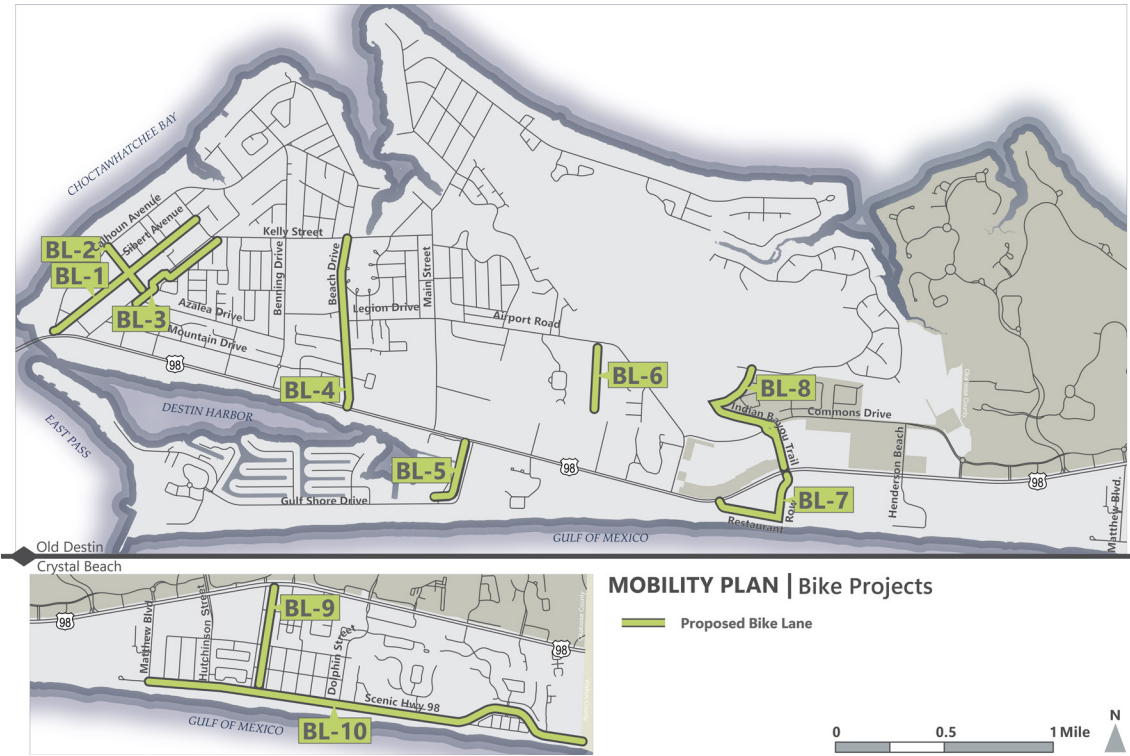 CHOCTAWHATCHEE BAY
Calhoun Avenue
Sibert Avenue
BL-2
BL-1
BL-3
Kelly Street
Benning Drive
Beach Drive
Main Street
Azalea Drive
Legion Drive
Airport Road
Mountain Drive
98
BL-4
BL-6
BL-8
DESTIN HARBOR
EAST PASS
Indian Bayou Trail
Commons Drive
Henderson Beach
BL-5
98
98
BL-7
Gulf Shore Drive
Restaurant Row
Matthew Blvd.
GULF OF MEXICO
Old Destin
Crystal Beach
MOBILITY PLAN | Bike Projects
Proposed Bike Lane
98
Matthew Blvd
Hutchinson Street
BL-9
Dolphin Street
98
Scenic Hwy 98
GULF OF MEXICO
BL-10
0 0.5 1 Mile
N